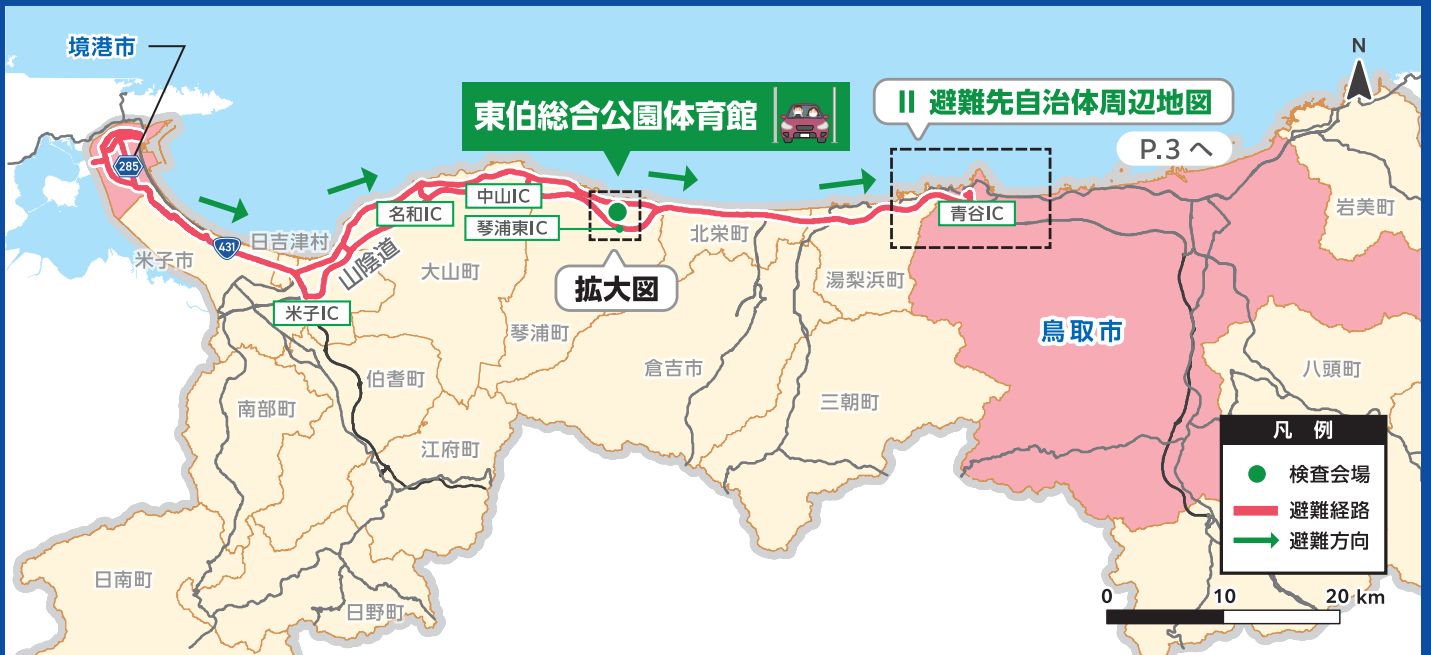 境港市
東伯総合公園体育館
II 避難先自治体周辺地図
N
P.3 へ
285
中山IC
名和IC
青谷IC
岩美町
琴浦東IC
北栄町
日吉津村
431
米子市
山陰道
大山町
拡大図
湯梨浜町
米子IC
琴浦町
鳥取市
倉吉市
八頭町
伯耆町
三朝町
南部町
江府町
凡 例
検査会場
避難経路
避難方向
日南町
日野町
0 10 20 km